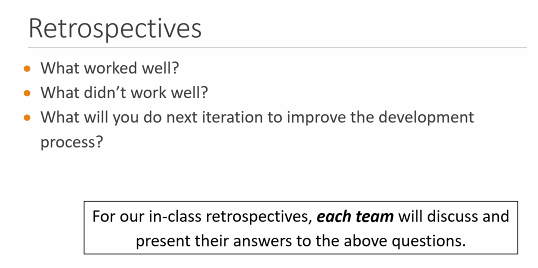 Retrospectives
• What worked well?
• What didn't work well?
• What will you do next iteration to improve the development
process?
For our in-class retrospectives, each team will discuss and
present their answers to the above questions.